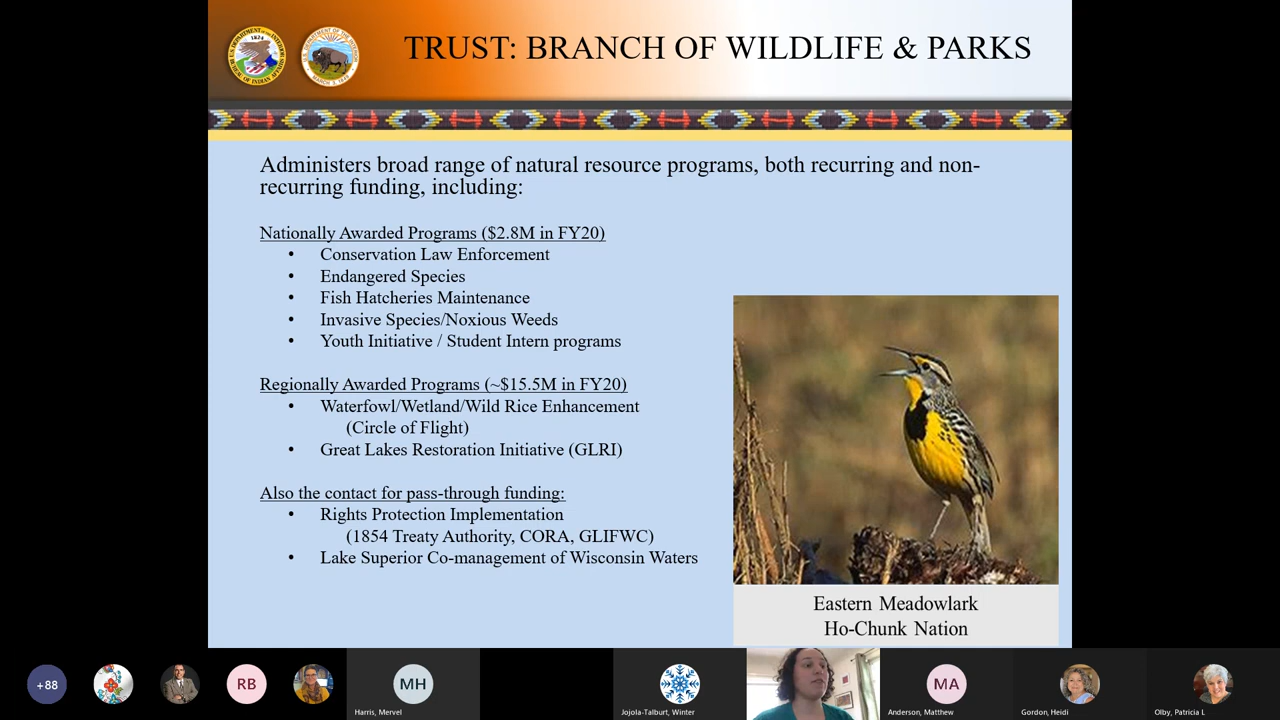 TRUST: BRANCH OF WILDLIFE & PARKS
Administers broad range of natural resource programs, both recurring and non-
recurring funding, including:
Nationally Awarded Programs ($2.8M in FY20)
• Conservation Law Enforcement
• Endangered Species
• Fish Hatcheries Maintenance
• Invasive Species/Noxious Weeds
• Youth Initiative / Student Intern programs
Regionally Awarded Programs (~$15.5M in FY20)
• Waterfowl/Wetland/Wild Rice Enhancement
(Circle of Flight)
• Great Lakes Restoration Initiative (GLRI)
Also the contact for pass-through funding:
• Rights Protection Implementation
(1854 Treaty Authority, CORA, GLIFWC)
• Lake Superior Co-management of Wisconsin Waters
Eastern Meadowlark
Ho-Chunk Nation
+88
RB
MH
MA
Harris, Mervel
Jojola-Talburt, Winter
Anderson, Matthew
Gordon, Heidi
Olby, Patricia L